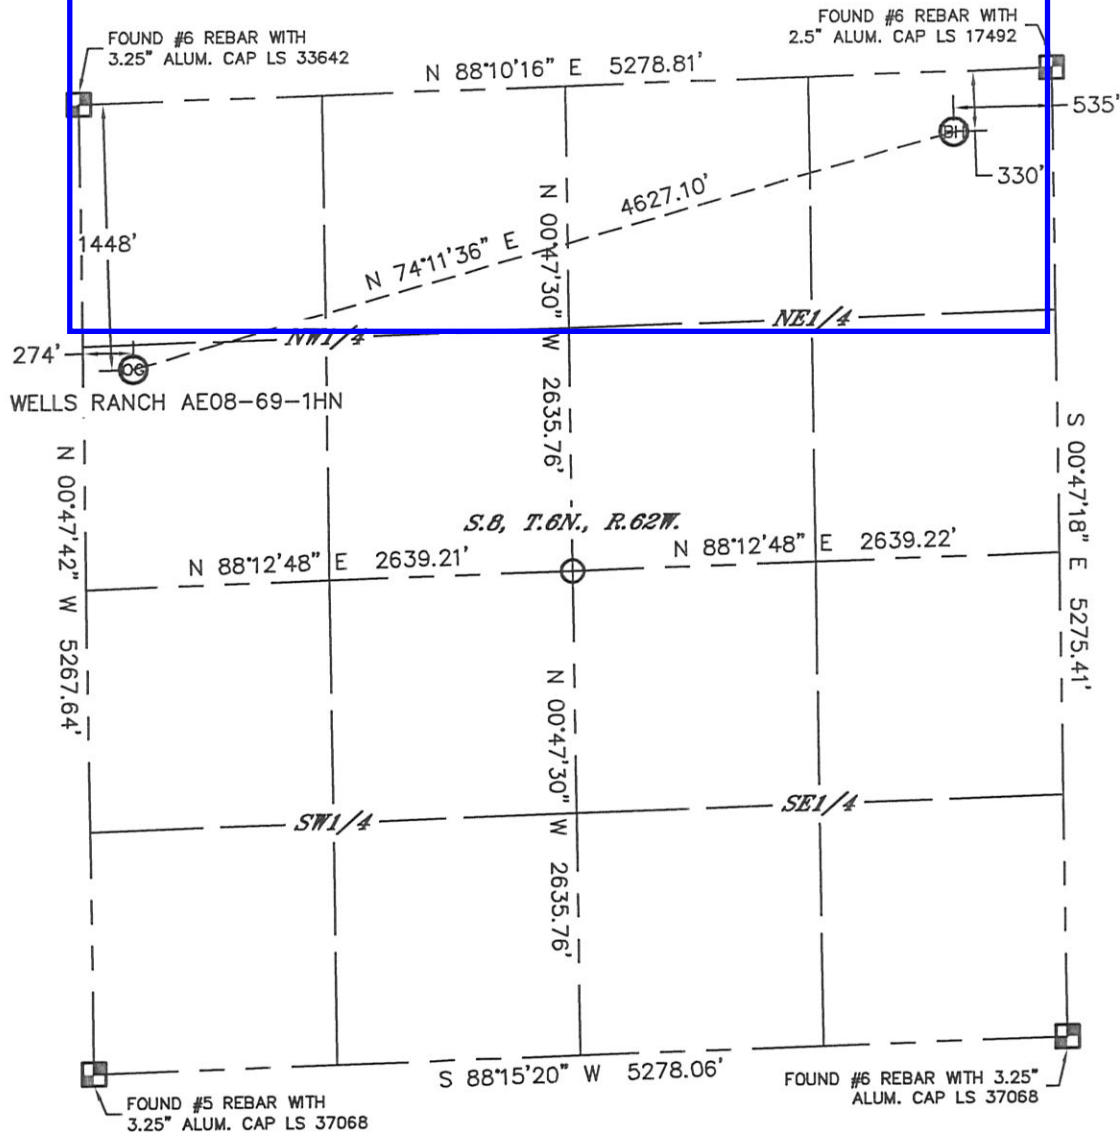 FOUND #6 REBAR WITH
3.25" ALUM. CAP LS 33642
FOUND #6 REBAR WITH
2.5" ALUM. CAP LS 17492
N 88°10'16" E 5278.81'
535'
BH
330'
1448'
N 74°11'36" E 4627.10'
N 00°47'30" W 2635.76'
NW1/4
NE1/4
274'
OG
WELLS RANCH AE08-69-1HN
N 00°47'42" W 5267.64'
S 00°47'18" E 5275.41'
S.8, T.6N., R.62W.
N 88°12'48" E 2639.21'
N 88°12'48" E 2639.22'
N 00°47'30" W 2635.76'
SW1/4
SE1/4
S 88°15'20" W 5278.06'
FOUND #5 REBAR WITH
3.25" ALUM. CAP LS 37068
FOUND #6 REBAR WITH 3.25"
ALUM. CAP LS 37068